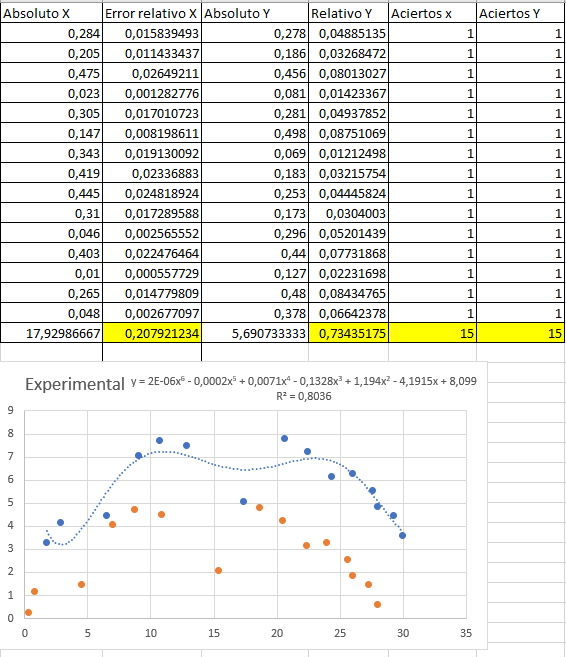 Absoluto X Error relativo X Absoluto Y Relativo Y Aciertos x Aciertos Y
0,284 0,015839493 0,278 0,04885135 1 1
0,205 0,011433437 0,186 0,03268472 1 1
0,475 0,02649211 0,456 0,08013027 1 1
0,023 0,001282776 0,081 0,01423367 1 1
0,305 0,017010723 0,281 0,04937852 1 1
0,147 0,008198611 0,498 0,08751069 1 1
0,343 0,019130092 0,069 0,01212498 1 1
0,419 0,02336883 0,183 0,03215754 1 1
0,445 0,024818924 0,253 0,04445824 1 1
0,31 0,017289588 0,173 0,0304003 1 1
0,046 0,002565552 0,296 0,05201439 1 1
0,403 0,022476464 0,44 0,07731868 1 1
0,01 0,000557729 0,127 0,02231698 1 1
0,265 0,014779809 0,48 0,08434765 1 1
0,048 0,002677097 0,378 0,06642378 1 1
17,92986667 0,207921234 5,690733333 0,73435175 15 15
Experimental y = 2E-06x⁶ - 0,0002x⁵ + 0,0071x⁴ - 0,1328x³ + 1,194x² - 4,1915x + 8,099
R² = 0,8036
9
8
7
6
5
4
3
2
1
0
0 5 10 15 20 25 30 35